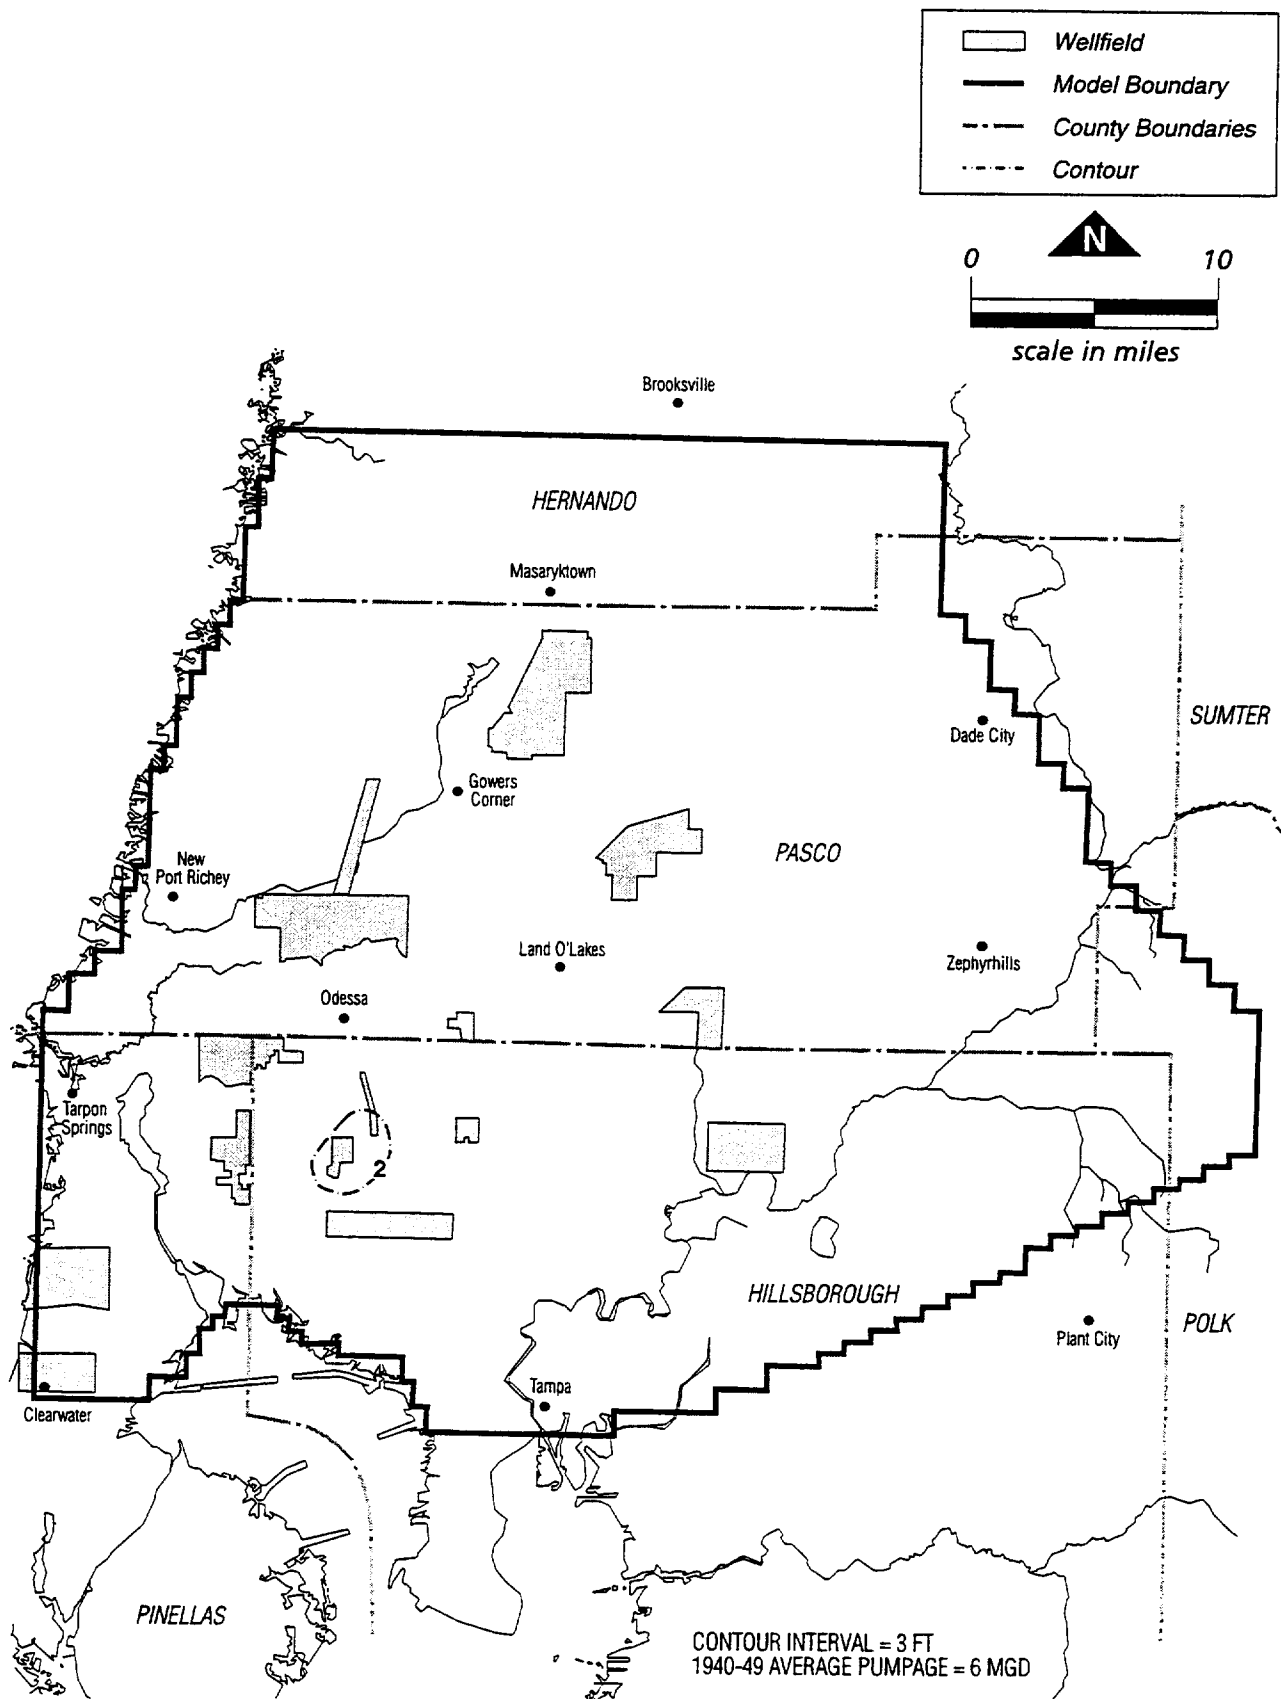 Wellfield
Model Boundary
County Boundaries
Contour
N
0 10
scale in miles
Brooksville
HERNANDO
Masaryktown
SUMTER
Dade City
Gowers
Corner
PASCO
New
Port Richey
Land O'Lakes
Zephyrhills
Odessa
Tarpon
Springs
2
HILLSBOROUGH
POLK
Plant City
Tampa
Clearwater
PINELLAS
CONTOUR INTERVAL = 3 FT
1940-49 AVERAGE PUMPAGE = 6 MGD